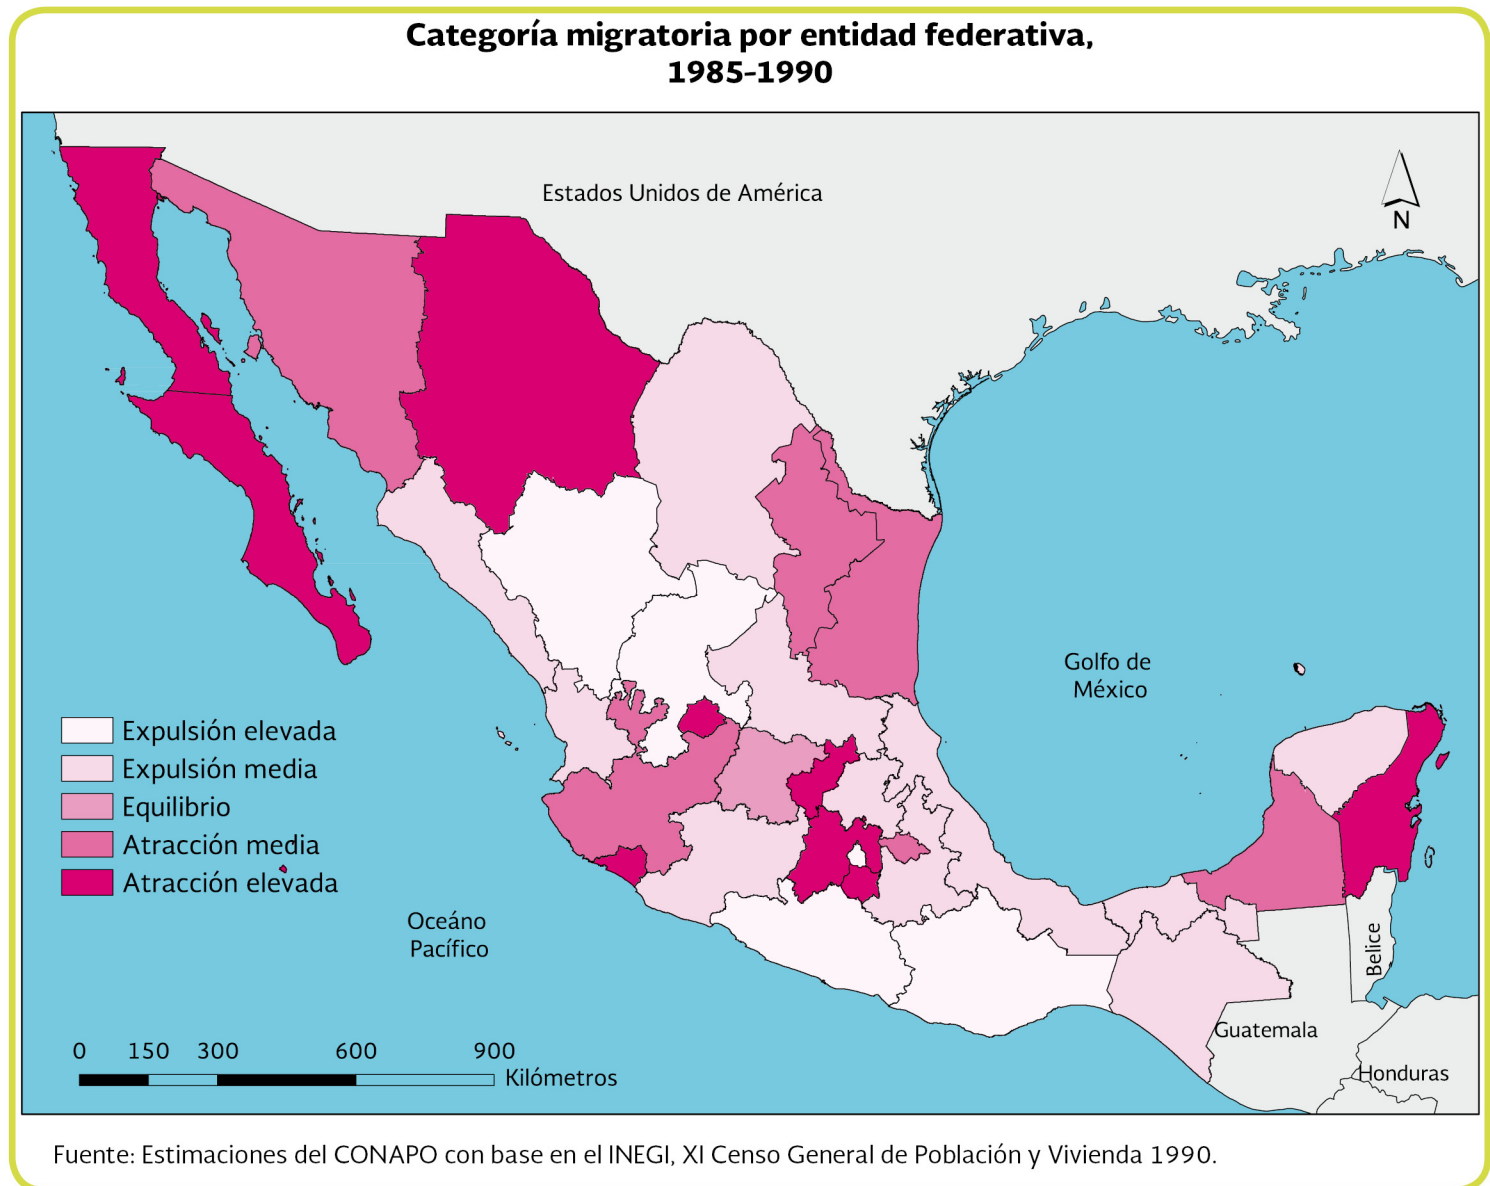 Categoría migratoria por entidad federativa,
1985-1990
Estados Unidos de América
N
Golfo de
México
Expulsión elevada
Expulsión media
Equilibrio
Atracción media
Atracción elevada
Oceáno
Pacífico
Belice
Guatemala
Honduras
0 150 300 600 900
Kilómetros
Fuente: Estimaciones del CONAPO con base en el INEGI, XI Censo General de Población y Vivienda 1990.